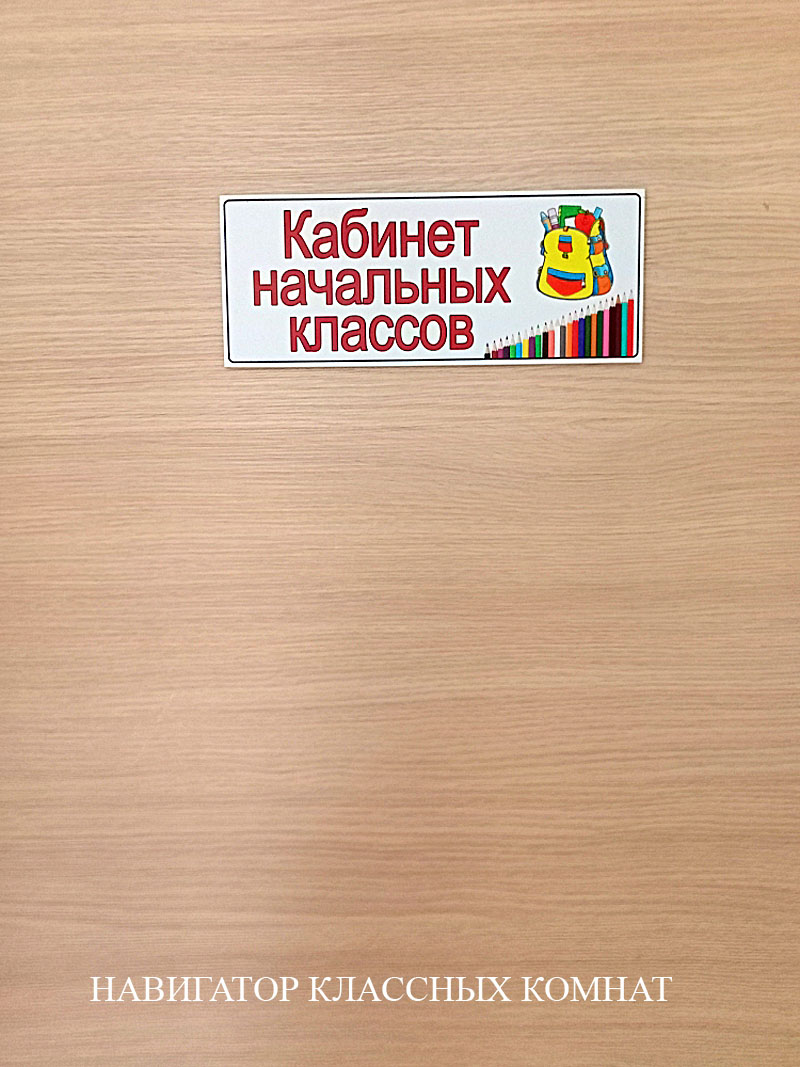 Кабинет
начальных
классов
НАВИГАТОР КЛАССНЫХ КОМНАТ